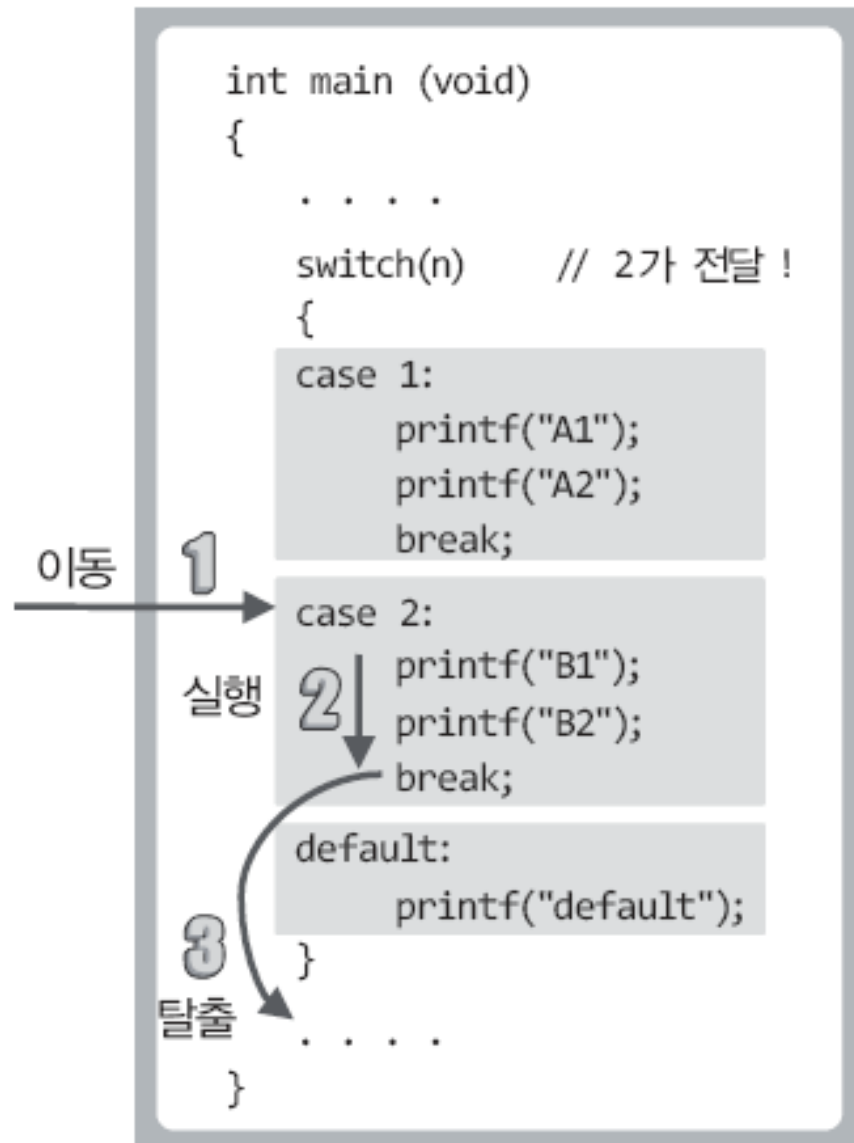 int main (void)
{
. . . .
switch(n) // 2가 전달 !
{
case 1:
printf("A1");
printf("A2");
break;
이동 1
case 2:
printf("B1");
실행 2
printf("B2");
break;
default:
printf("default");
3
}
탈출
. . . .
}